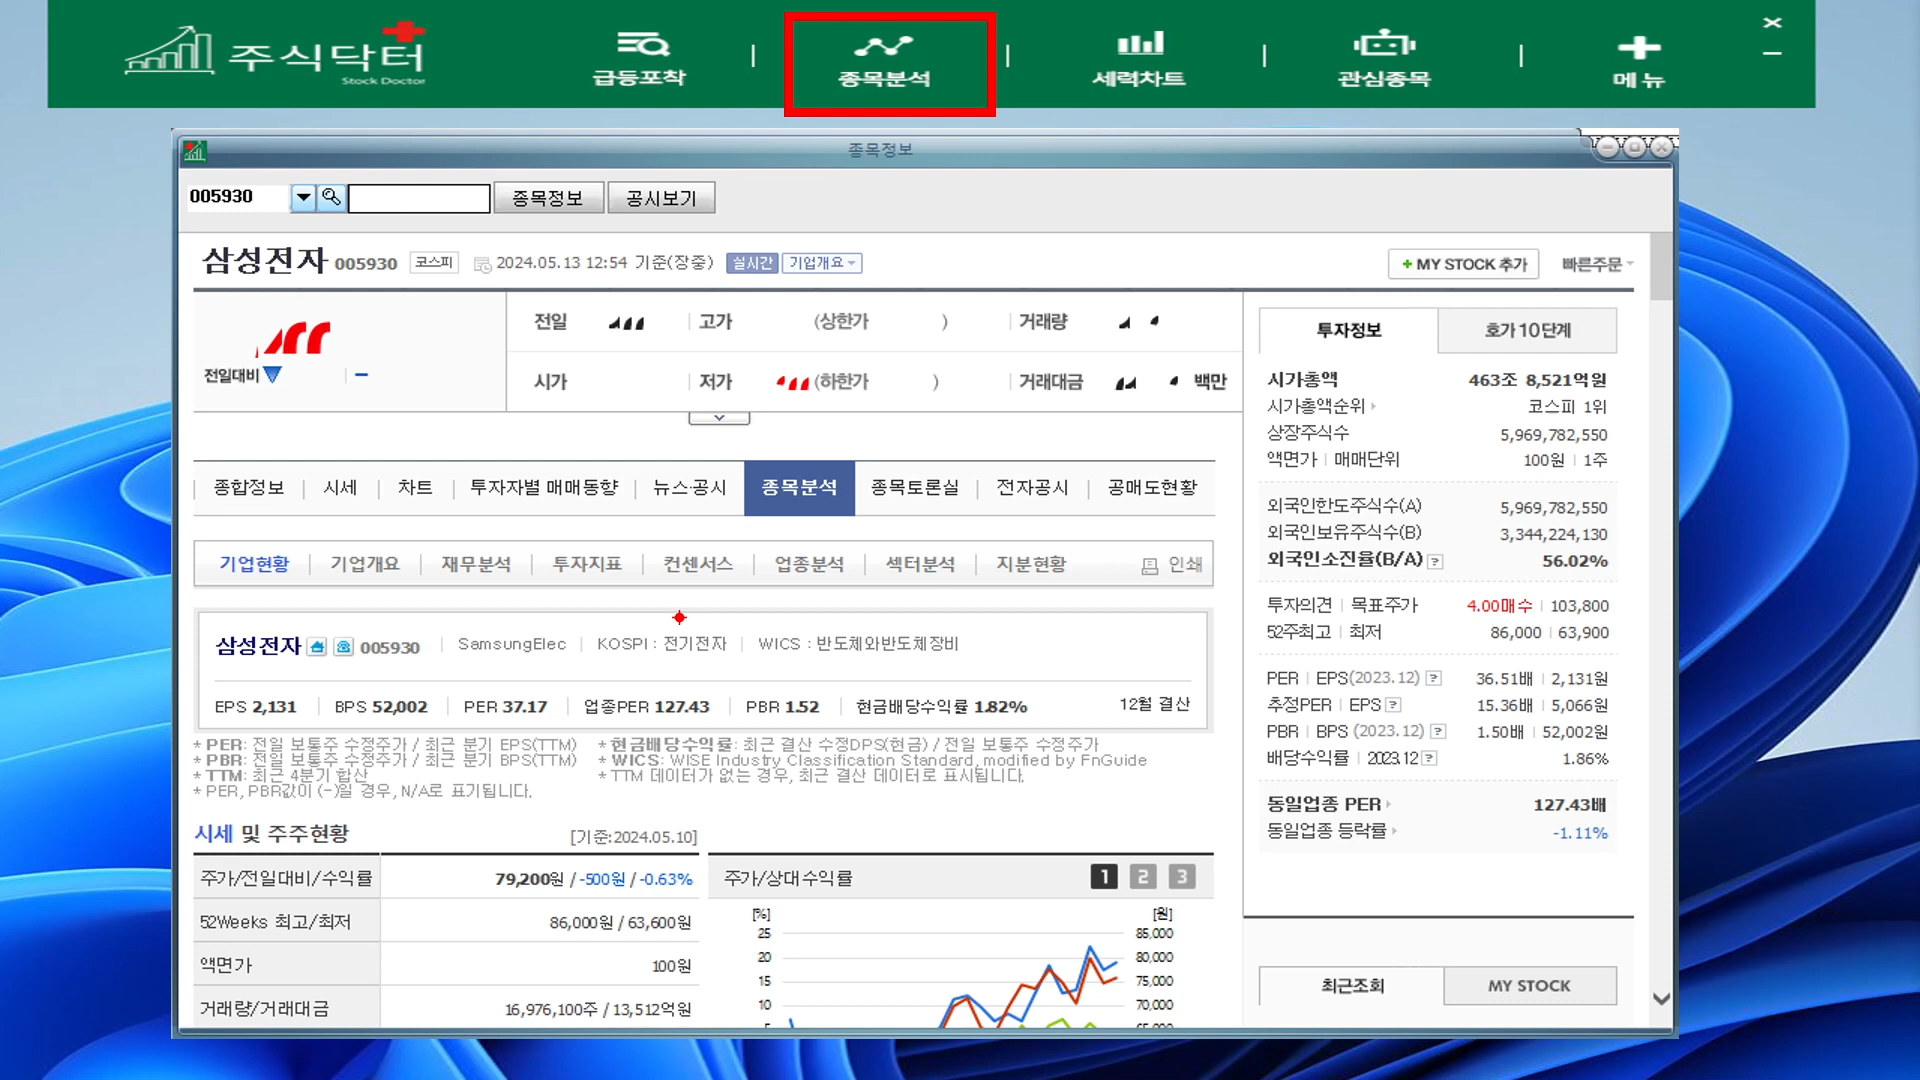 주식닥터
Stock Doctor
급등포착
종목분석
세력차트
관심종목
메뉴
종목정보
005930
종목정보
공시보기
삼성전자 005930 코스피 2024.05.13 12:54 기준(장중) 실시간 기업개요
+ MY STOCK 추가 빠른주문
전일대비
전일 고가 (상한가 ) 거래량
시가 저가 (하한가 ) 거래대금 백만
종합정보 시세 차트 투자자별 매매동향 뉴스·공시 종목분석 종목토론실 전자공시 공매도현황
기업현황 기업개요 재무분석 투자지표 컨센서스 업종분석 섹터분석 지분현황 인쇄
삼성전자 005930 SamsungElec KOSPI : 전기전자 WICS : 반도체와반도체장비
EPS 2,131 BPS 52,002 PER 37.17 업종PER 127.43 PBR 1.52 현금배당수익률 1.82% 12월 결산
* PER: 전일 보통주 수정주가 / 최근 분기 EPS(TTM)
* PBR: 전일 보통주 수정주가 / 최근 분기 BPS(TTM)
* TTM: 최근 4분기 합산
* PER, PBR값이 (-)일 경우, N/A로 표기됩니다.
* 현금배당수익률: 최근 결산 수정DPS(현금) / 전일 보통주 수정주가
* WICS: WISE Industry Classification Standard, modified by FnGuide
* TTM 데이터가 없는 경우, 최근 결산 데이터로 표시됩니다.
시세 및 주주현황 [기준:2024.05.10]
주가/전일대비/수익률 79,200원 / -500원 / -0.63%
52Weeks 최고/최저 86,000원 / 63,600원
액면가 100원
거래량/거래대금 16,976,100주 / 13,512억원
주가/상대수익률 1 2 3
[%] [원]
25 85,000
20 80,000
15 75,000
10 70,000
5 65,000
투자정보 호가 10단계
시가총액 463조 8,521억원
시가총액순위 코스피 1위
상장주식수 5,969,782,550
액면가 매매단위 100원 1주
외국인한도주식수(A) 5,969,782,550
외국인보유주식수(B) 3,344,224,130
외국인소진율(B/A) ? 56.02%
투자의견 목표주가 4.00매수 103,800
52주최고 최저 86,000 63,900
PER EPS(2023.12) ? 36.51배 2,131원
추정PER EPS ? 15.36배 5,066원
PBR BPS (2023.12) ? 1.50배 52,002원
배당수익률 2023.12 ? 1.86%
동일업종 PER 127.43배
동일업종 등락률 -1.11%
최근조회 MY STOCK